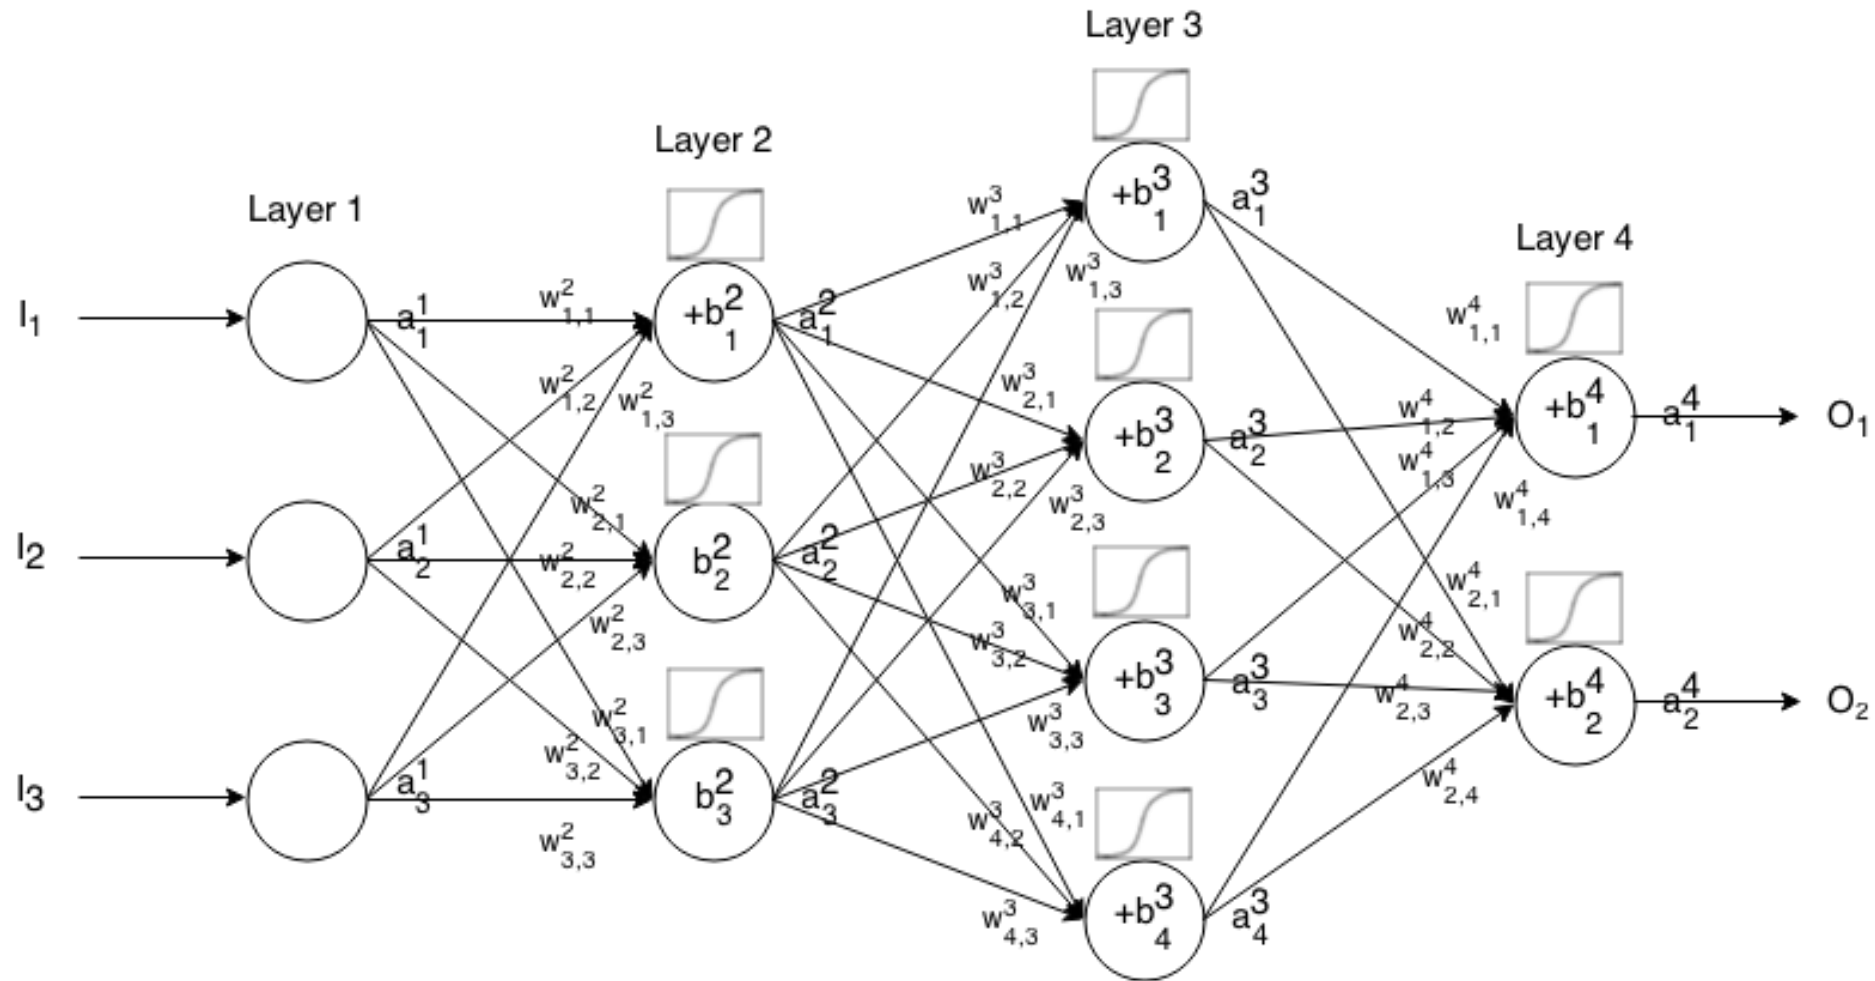 Layer 1
Layer 2
Layer 3
Layer 4
I₁
I₂
I₃
a¹₁
a¹₂
a¹₃
w²₁,₁
w²₁,₂
w²₁,₃
w²₂,₁
w²₂,₂
w²₂,₃
w²₃,₁
w²₃,₂
w²₃,₃
+b²₁
b²₂
b²₃
a²₁
a²₂
a²₃
w³₁,₁
w³₁,₂
w³₁,₃
w³₂,₁
w³₂,₂
w³₂,₃
w³₃,₁
w³₃,₂
w³₃,₃
w³₄,₁
w³₄,₂
w³₄,₃
+b³₁
+b³₂
+b³₃
+b³₄
a³₁
a³₂
a³₃
a³₄
w⁴₁,₁
w⁴₁,₂
w⁴₁,₃
w⁴₁,₄
w⁴₂,₁
w⁴₂,₂
w⁴₂,₃
w⁴₂,₄
+b⁴₁
+b⁴₂
a⁴₁
a⁴₂
O₁
O₂